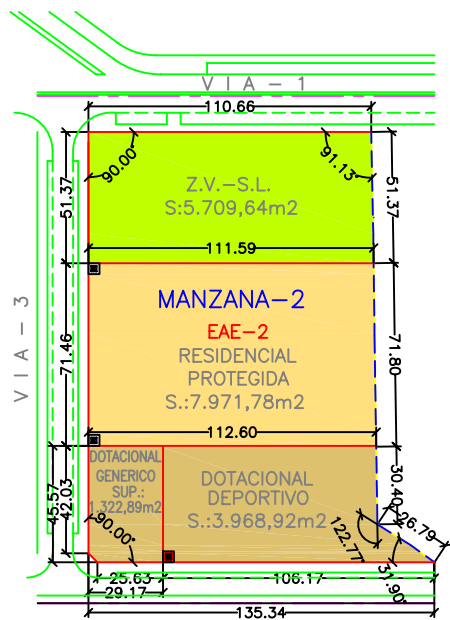 VIA-1
110.66
90.00°
91.13°
51.37
51.37
Z.V.-S.L.
S:5.709,64m2
111.59
MANZANA-2
EAE-2
RESIDENCIAL
PROTEGIDA
S.:7.971,78m2
VIA-3
71.46
71.80
112.60
DOTACIONAL
GENERICO
SUP.:
1.322,89m2
DOTACIONAL
DEPORTIVO
S.:3.968,92m2
45.57
42.03
30.40
26.79
90.00°
122.77°
31.90°
25.63
106.17
29.17
135.34